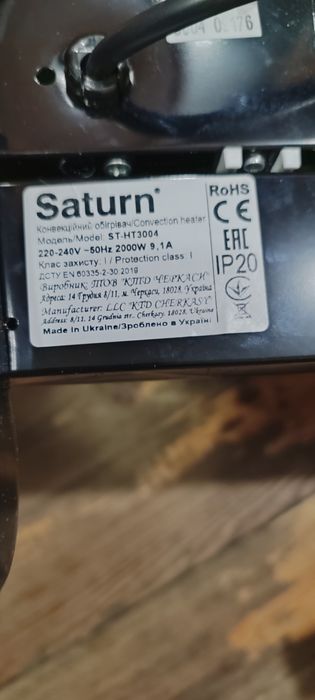 Saturn®
Конвекційний обігрівач/Convection heater
Модель/Model: ST-HT3004
220-240V ~50Hz 2000W 9,1A
Клас захисту: I / Protection class I
ДСТУ EN 60335-2-30 2019
Виробник: ТОВ "КПТД ЧЕРКАСИ"
Адреса: 14 Грудня 8/11, м. Черкаси, 18028, Україна
Manufacturer: LLC "KTD CHERKASY"
Address: 8/11, 14 Grudnia str., Cherkasy, 18028, Ukraine
Made in Ukraine/Зроблено в Україні
RoHS
CE
EAC
IP20